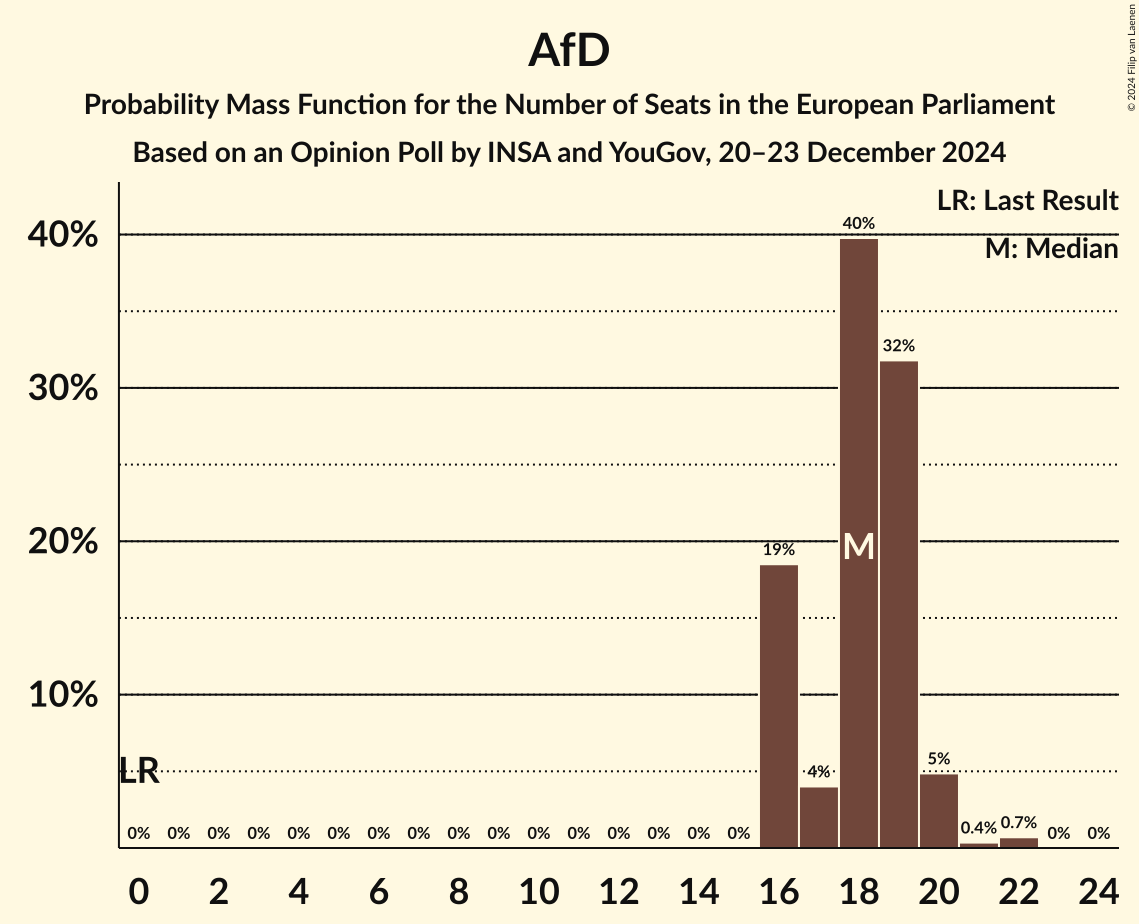 AfD
Probability Mass Function for the Number of Seats in the European Parliament
Based on an Opinion Poll by INSA and YouGov, 20–23 December 2024
© 2024 Filip van Laenen
LR: Last Result
M: Median
40%
30%
20%
10%
LR
M
0% 0% 0% 0% 0% 0% 0% 0% 0% 0% 0% 0% 0% 0% 0% 0% 19% 4% 40% 32% 5% 0.4% 0.7% 0% 0%
0 2 4 6 8 10 12 14 16 18 20 22 24